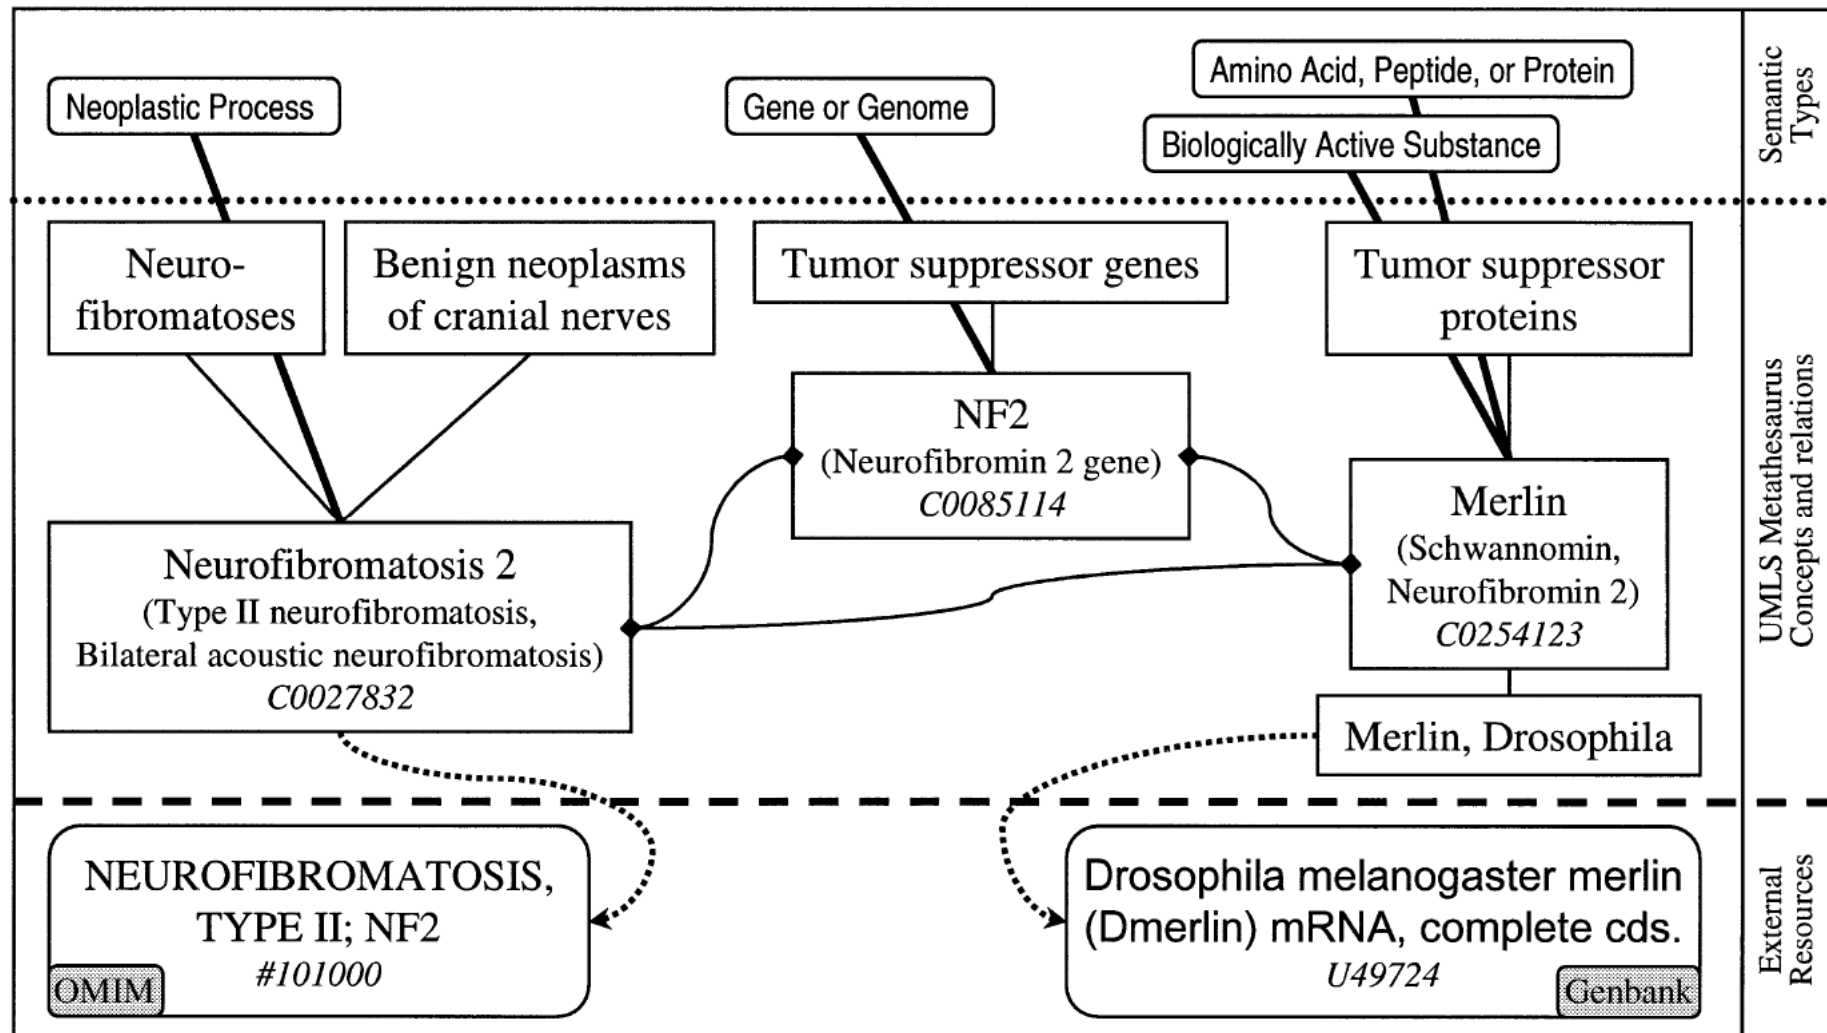 Neoplastic Process
Gene or Genome
Amino Acid, Peptide, or Protein
Biologically Active Substance
Semantic
Types
Neuro-
fibromatoses
Benign neoplasms
of cranial nerves
Tumor suppressor genes
Tumor suppressor
proteins
NF2
(Neurofibromin 2 gene)
C0085114
Merlin
(Schwannomin,
Neurofibromin 2)
C0254123
Neurofibromatosis 2
(Type II neurofibromatosis,
Bilateral acoustic neurofibromatosis)
C0027832
Merlin, Drosophila
UMLS Metathesaurus
Concepts and relations
NEUROFIBROMATOSIS,
TYPE II; NF2
#101000
OMIM
Drosophila melanogaster merlin
(Dmerlin) mRNA, complete cds.
U49724
Genbank
External
Resources